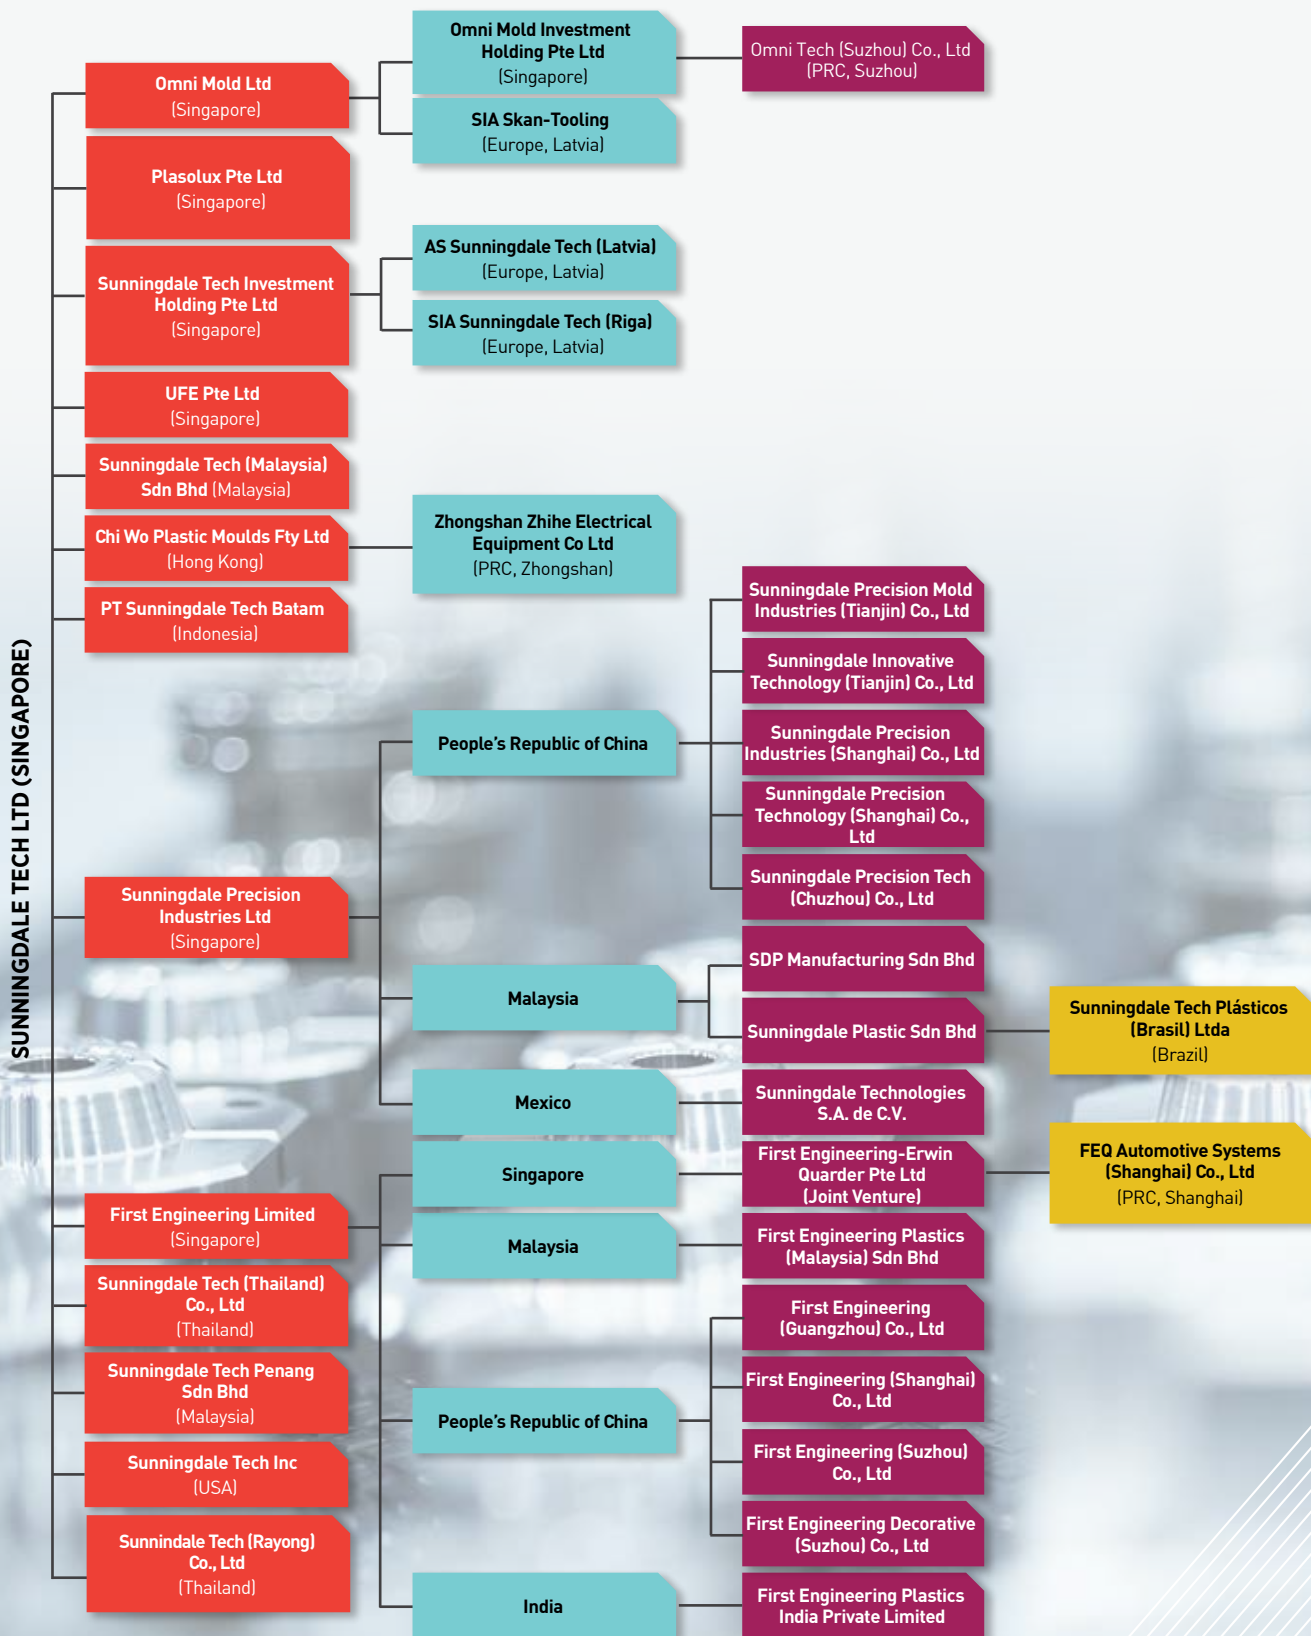 SUNNINGDALE TECH LTD (SINGAPORE)
Omni Mold Ltd
(Singapore)
Plasolux Pte Ltd
(Singapore)
Sunningdale Tech Investment
Holding Pte Ltd
(Singapore)
UFE Pte Ltd
(Singapore)
Sunningdale Tech (Malaysia)
Sdn Bhd (Malaysia)
Chi Wo Plastic Moulds Fty Ltd
(Hong Kong)
PT Sunningdale Tech Batam
(Indonesia)
Sunningdale Precision
Industries Ltd
(Singapore)
First Engineering Limited
(Singapore)
Sunningdale Tech (Thailand)
Co., Ltd
(Thailand)
Sunningdale Tech Penang
Sdn Bhd
(Malaysia)
Sunningdale Tech Inc
(USA)
Sunnindale Tech (Rayong)
Co., Ltd
(Thailand)
Omni Mold Investment
Holding Pte Ltd
(Singapore)
SIA Skan-Tooling
(Europe, Latvia)
AS Sunningdale Tech (Latvia)
(Europe, Latvia)
SIA Sunningdale Tech (Riga)
(Europe, Latvia)
Zhongshan Zhihe Electrical
Equipment Co Ltd
(PRC, Zhongshan)
People's Republic of China
Malaysia
Mexico
Singapore
Malaysia
People's Republic of China
India
Omni Tech (Suzhou) Co., Ltd
(PRC, Suzhou)
Sunningdale Precision Mold
Industries (Tianjin) Co., Ltd
Sunningdale Innovative
Technology (Tianjin) Co., Ltd
Sunningdale Precision
Industries (Shanghai) Co., Ltd
Sunningdale Precision
Technology (Shanghai) Co.,
Ltd
Sunningdale Precision Tech
(Chuzhou) Co., Ltd
SDP Manufacturing Sdn Bhd
Sunningdale Plastic Sdn Bhd
Sunningdale Technologies
S.A. de C.V.
First Engineering-Erwin
Quarder Pte Ltd
(Joint Venture)
First Engineering Plastics
(Malaysia) Sdn Bhd
First Engineering
(Guangzhou) Co., Ltd
First Engineering (Shanghai)
Co., Ltd
First Engineering (Suzhou)
Co., Ltd
First Engineering Decorative
(Suzhou) Co., Ltd
First Engineering Plastics
India Private Limited
Sunningdale Tech Plásticos
(Brasil) Ltda
(Brazil)
FEQ Automotive Systems
(Shanghai) Co., Ltd
(PRC, Shanghai)